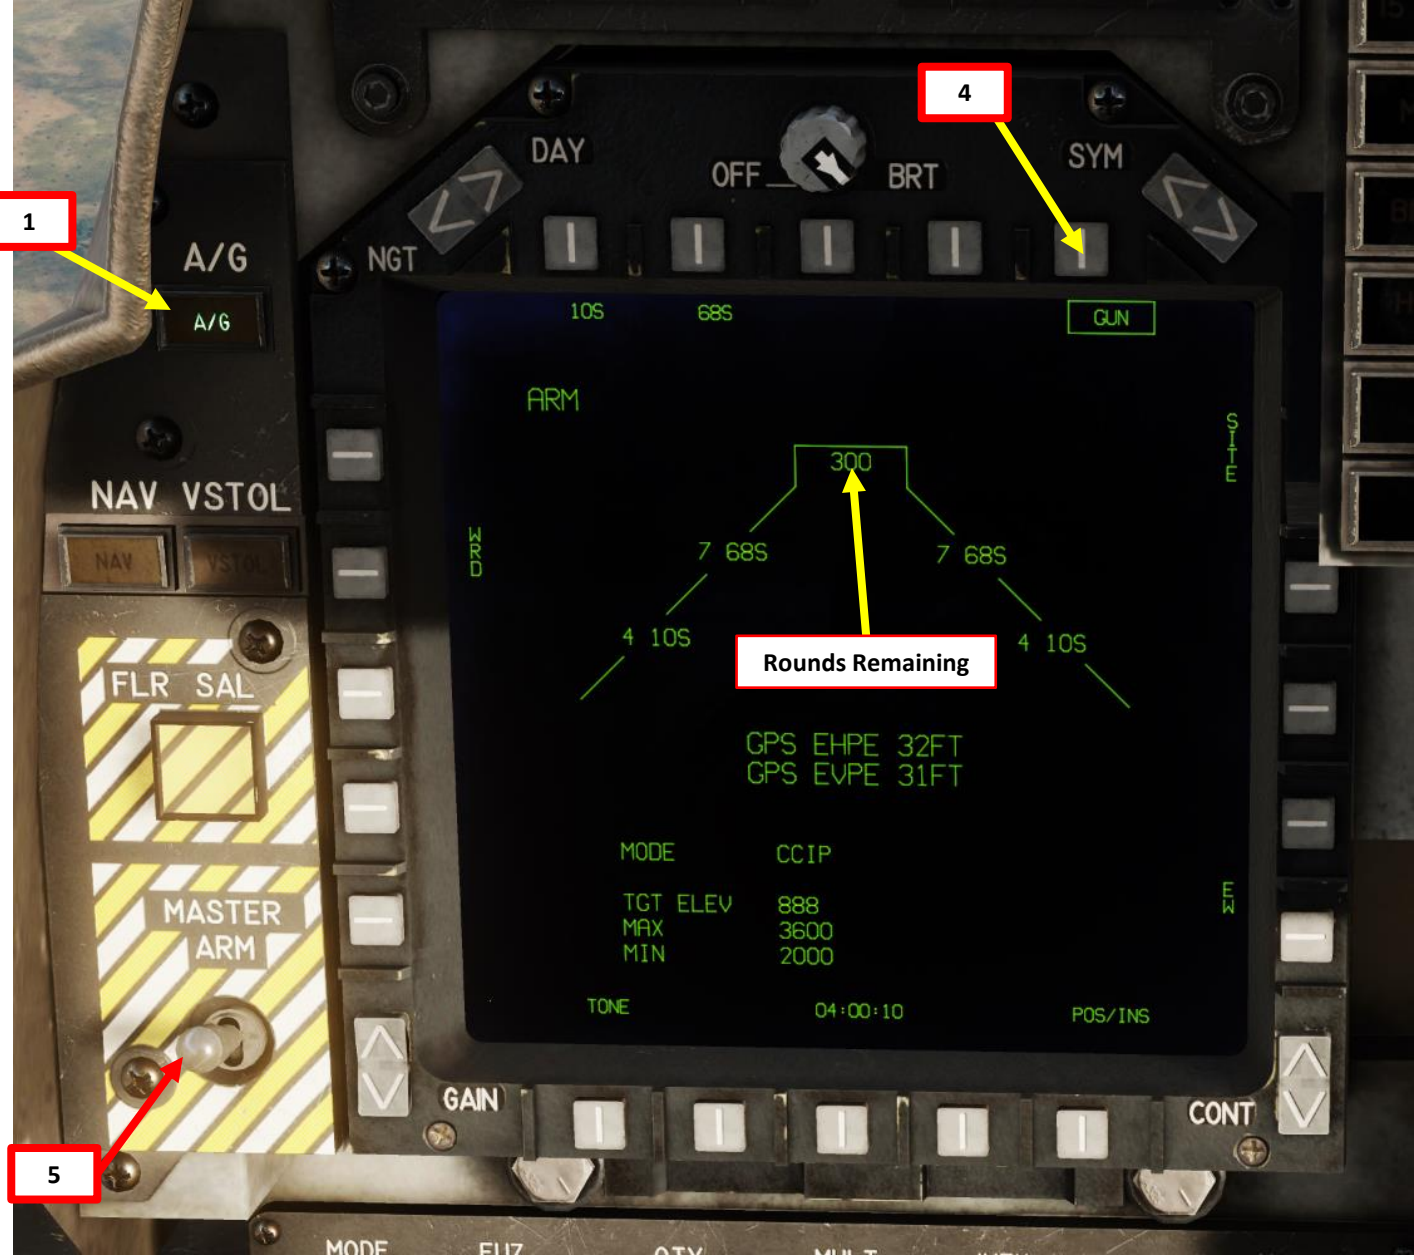 4
DAY
OFF
BRT
SYM
1
A/G
NGT
A/G
10S
68S
GUN
ARM
SITE
300
NAV VSTOL
WRD
7 68S
7 68S
NAV
VSTOL
4 10S
Rounds Remaining
4 10S
FLR SAL
GPS EHPE 32FT
GPS EVPE 31FT
MODE CCIP
EW
MASTER
ARM
TGT ELEV 888
MAX 3600
MIN 2000
TONE
04:00:10
POS/INS
GAIN
CONT
5
MODE
FUZ
QTY
MULT